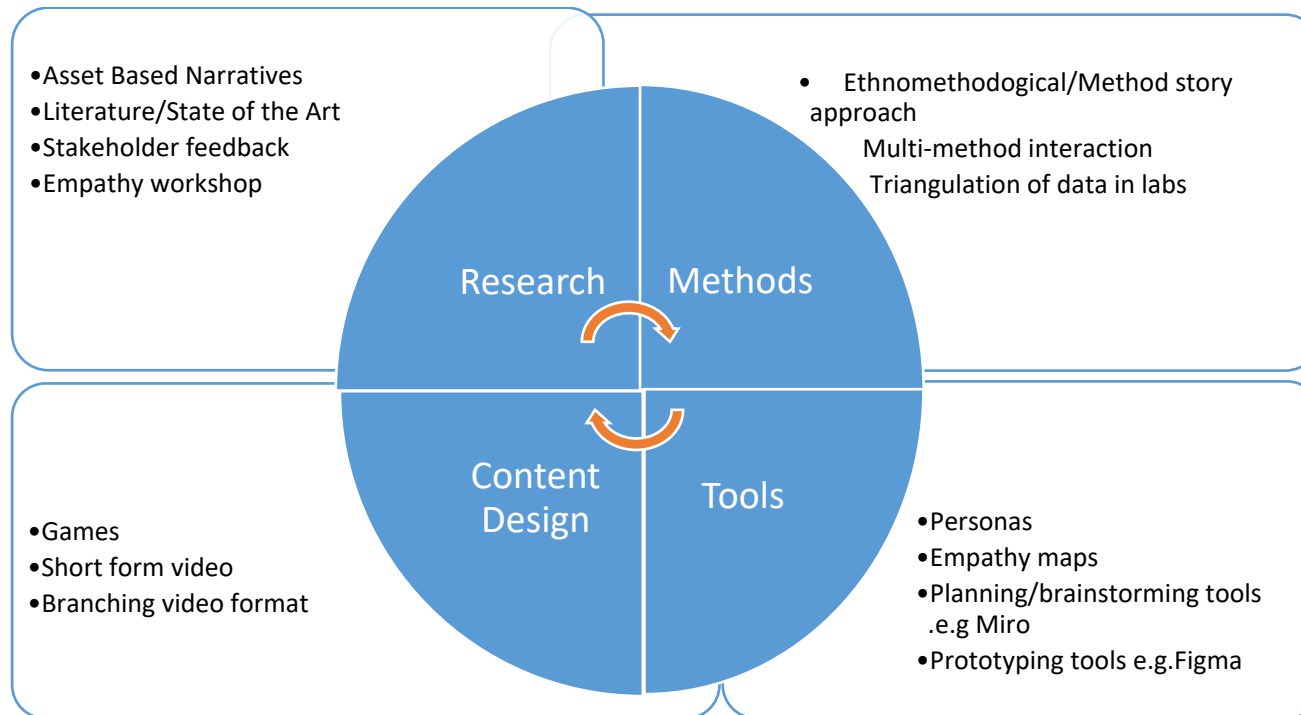 •Asset Based Narratives
•Literature/State of the Art
•Stakeholder feedback
•Empathy workshop
• Ethnomethodogical/Method story
approach
Multi-method interaction
Triangulation of data in labs
Research
Methods
Content
Design
Tools
•Games
•Short form video
•Branching video format
•Personas
•Empathy maps
•Planning/brainstorming tools
.e.g Miro
•Prototyping tools e.g.Figma